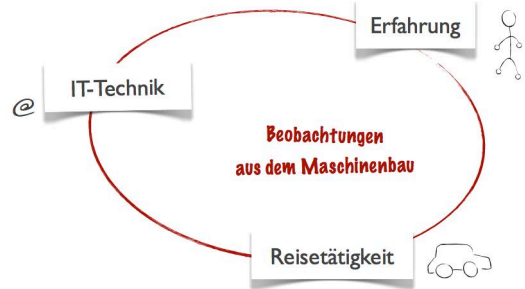 Erfahrung
IT-Technik
@
Beobachtungen
aus dem Maschinenbau
Reisetätigkeit